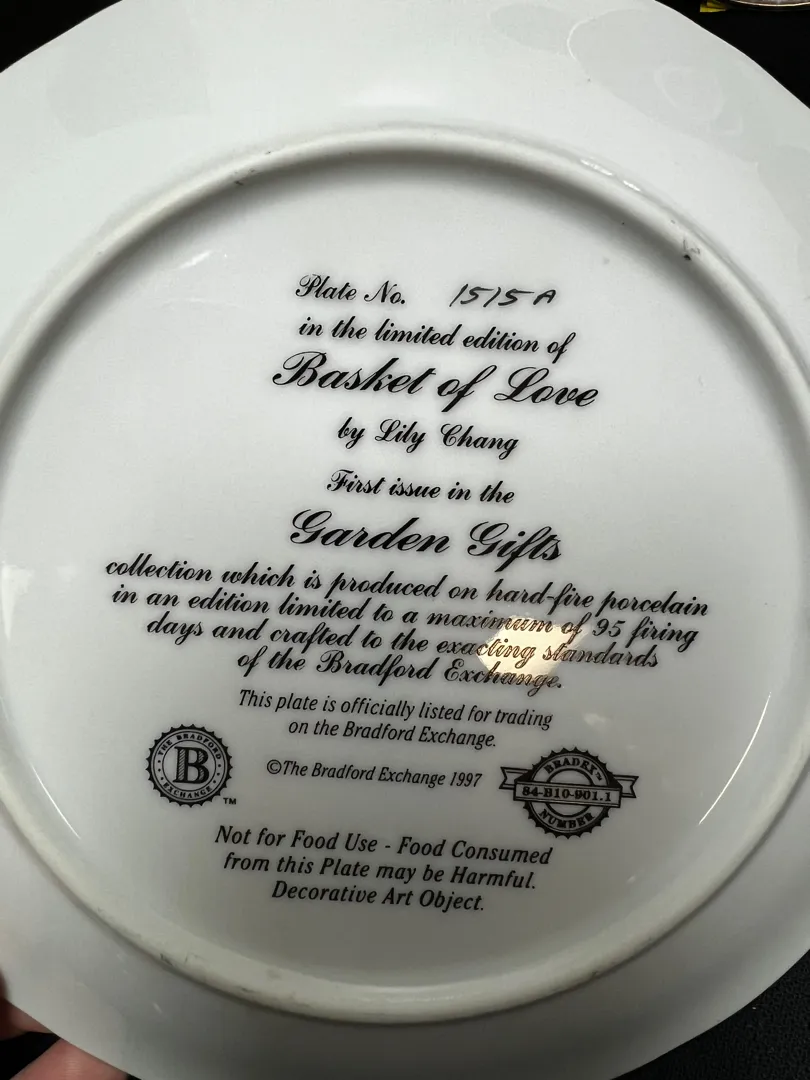 Plate No. 1515A
in the limited edition of
Basket of Love
by Lily Chang
First issue in the
Garden Gifts
collection which is produced on hard-fire porcelain
in an edition limited to a maximum of 95 firing
days and crafted to the exacting standards
of the Bradford Exchange.
This plate is officially listed for trading
on the Bradford Exchange.
THE BRADFORD
B
EXCHANGE
TM
©The Bradford Exchange 1997
BRADEX™
84-B10-901.1
NUMBER
Not for Food Use - Food Consumed
from this Plate may be Harmful.
Decorative Art Object.